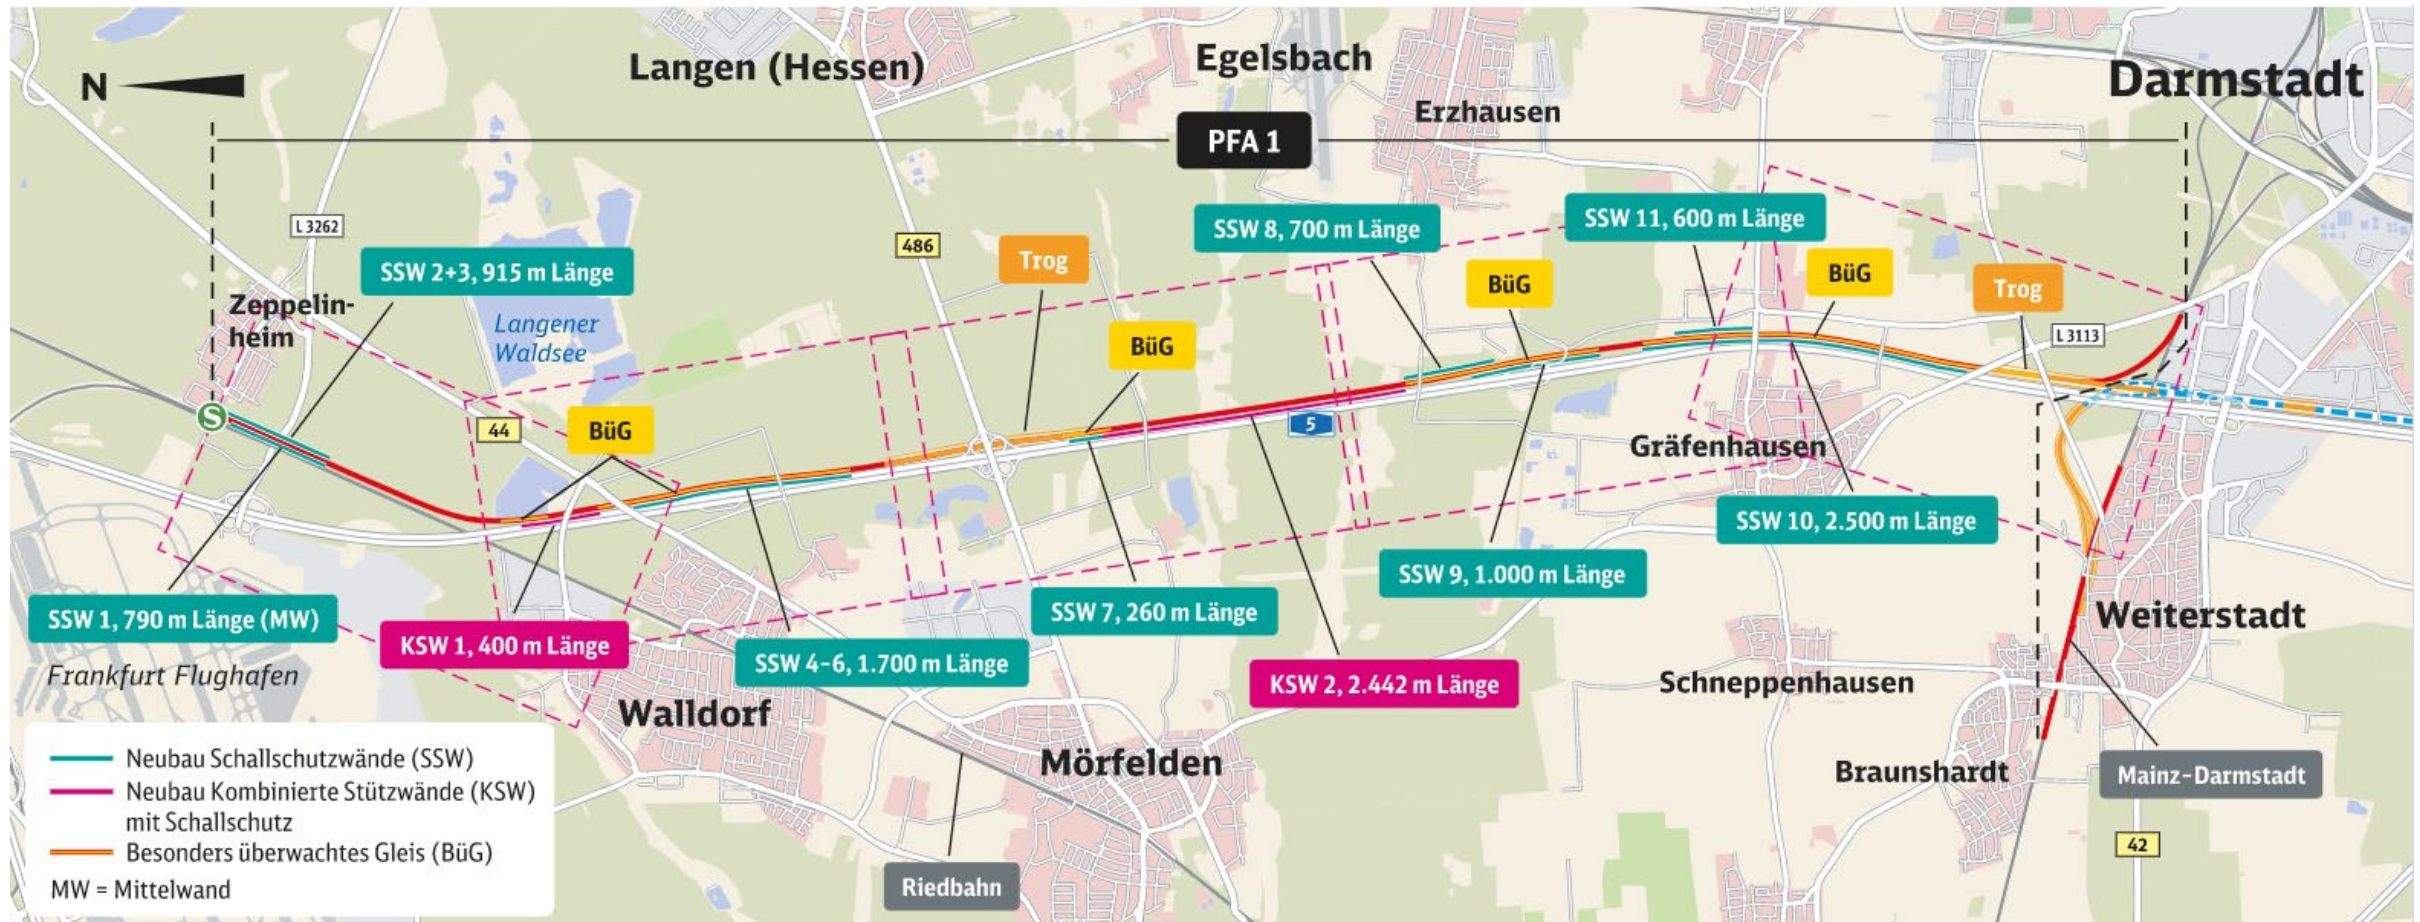 N
Langen (Hessen)
Egelsbach
Erzhausen
Darmstadt
PFA 1
L 3262
486
SSW 2+3, 915 m Länge
Zeppelin-
heim
Langener
Waldsee
S
44
BüG
Trog
BüG
SSW 8, 700 m Länge
BüG
SSW 11, 600 m Länge
BüG
Trog
L 3113
5
Gräfenhausen
SSW 10, 2.500 m Länge
SSW 9, 1.000 m Länge
SSW 7, 260 m Länge
SSW 1, 790 m Länge (MW)
KSW 1, 400 m Länge
SSW 4-6, 1.700 m Länge
KSW 2, 2.442 m Länge
Frankfurt Flughafen
Weiterstadt
Schneppenhausen
Walldorf
Mörfelden
Braunshardt
Mainz-Darmstadt
42
Riedbahn
Neubau Schallschutzwände (SSW)
Neubau Kombinierte Stützwände (KSW)
mit Schallschutz
Besonders überwachtes Gleis (BüG)
MW = Mittelwand